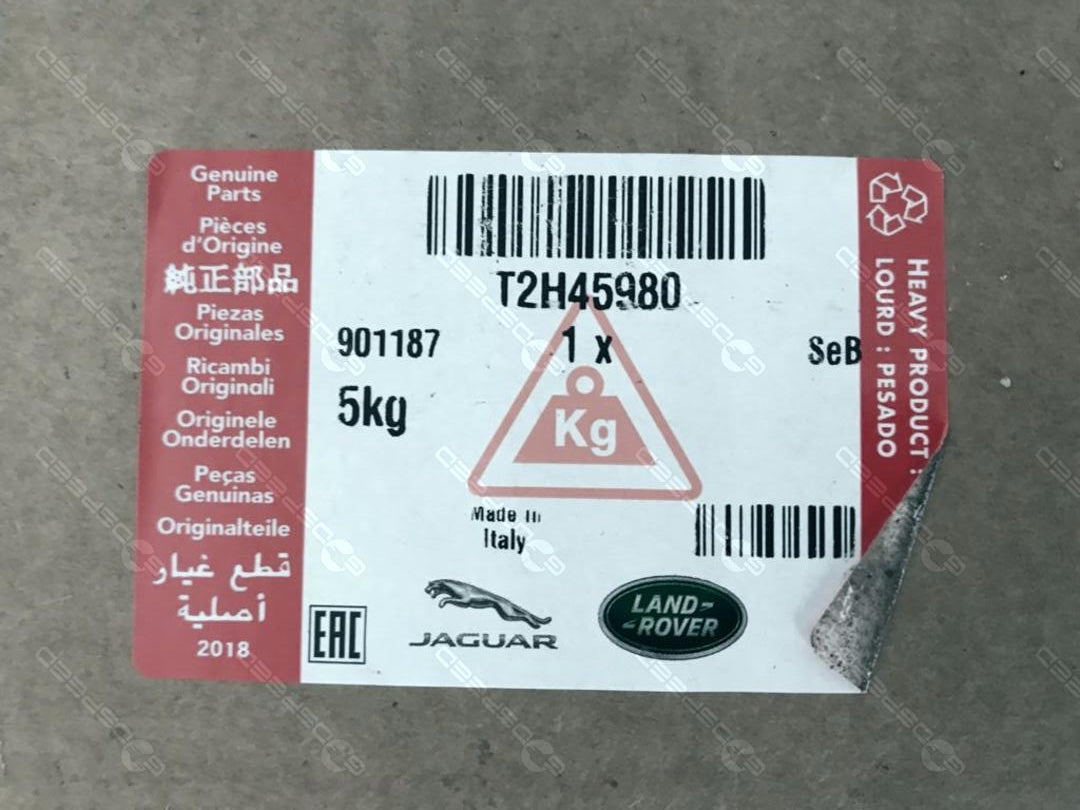 Genuine
Parts
Pièces
d'Origine
純正部品
Piezas
Originales
Ricambi
Originali
Originele
Onderdelen
Peças
Genuinas
Originalteile
قطع غيار
أصلية
2018
T2H45980
901187
1 x
SeB
5kg
Kg
Made in
Italy
EAC
JAGUAR
LAND-
-ROVER
HEAVY PRODUCT :
LOURD : PESADO